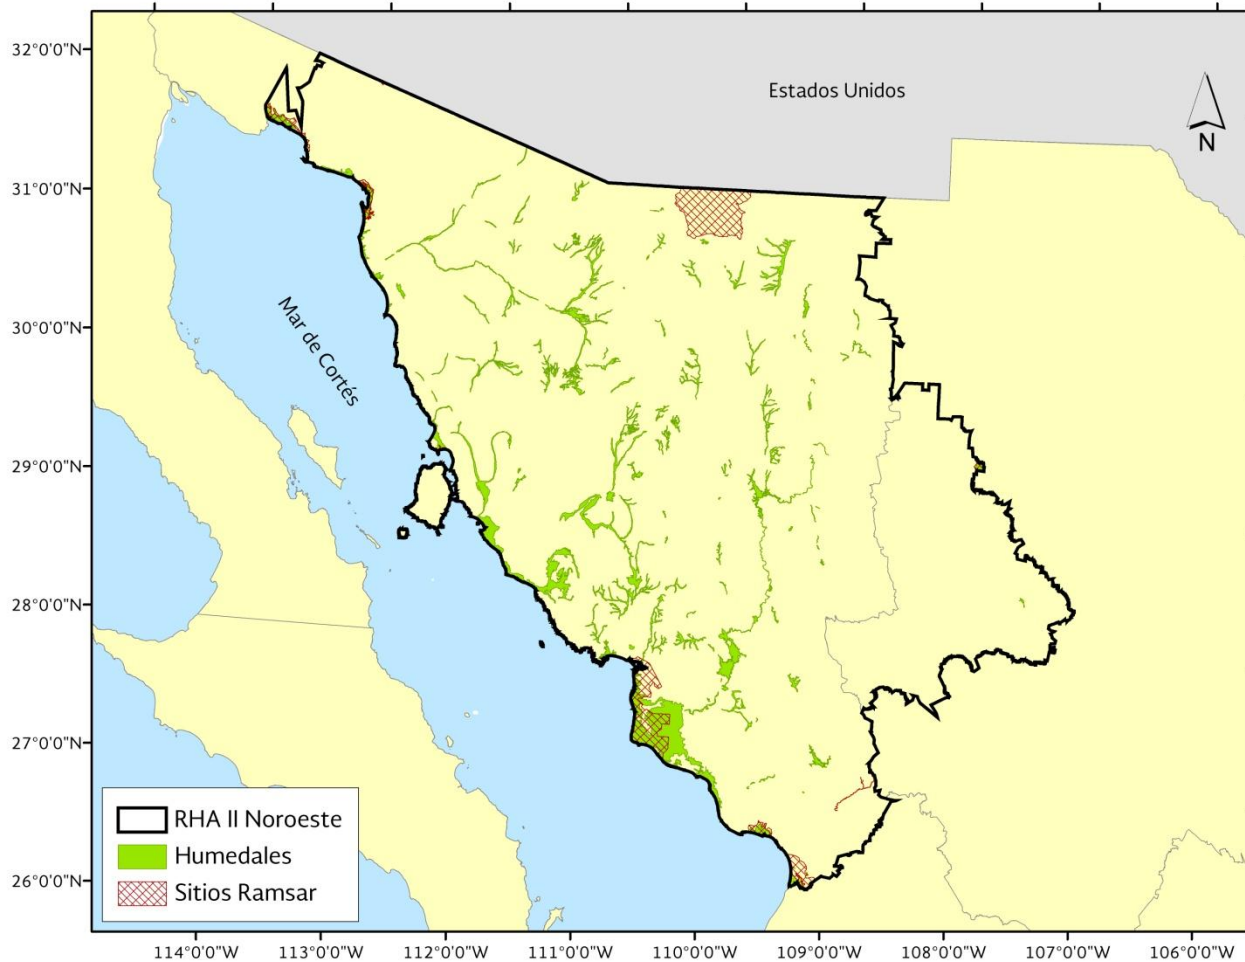 32°0'0"N
31°0'0"N
30°0'0"N
29°0'0"N
28°0'0"N
27°0'0"N
26°0'0"N
Estados Unidos
N
Mar de Cortés
RHA II Noroeste
Humedales
Sitios Ramsar
114°0'0"W
113°0'0"W
112°0'0"W
111°0'0"W
110°0'0"W
109°0'0"W
108°0'0"W
107°0'0"W
106°0'0"W